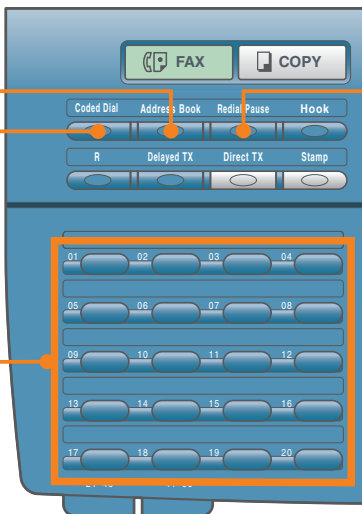 FAX COPY
Coded Dial Address Book Redial/Pause Hook
R Delayed TX Direct TX Stamp
01 02 03 04
05 06 07 08
09 10 11 12
13 14 15 16
17 18 19 20